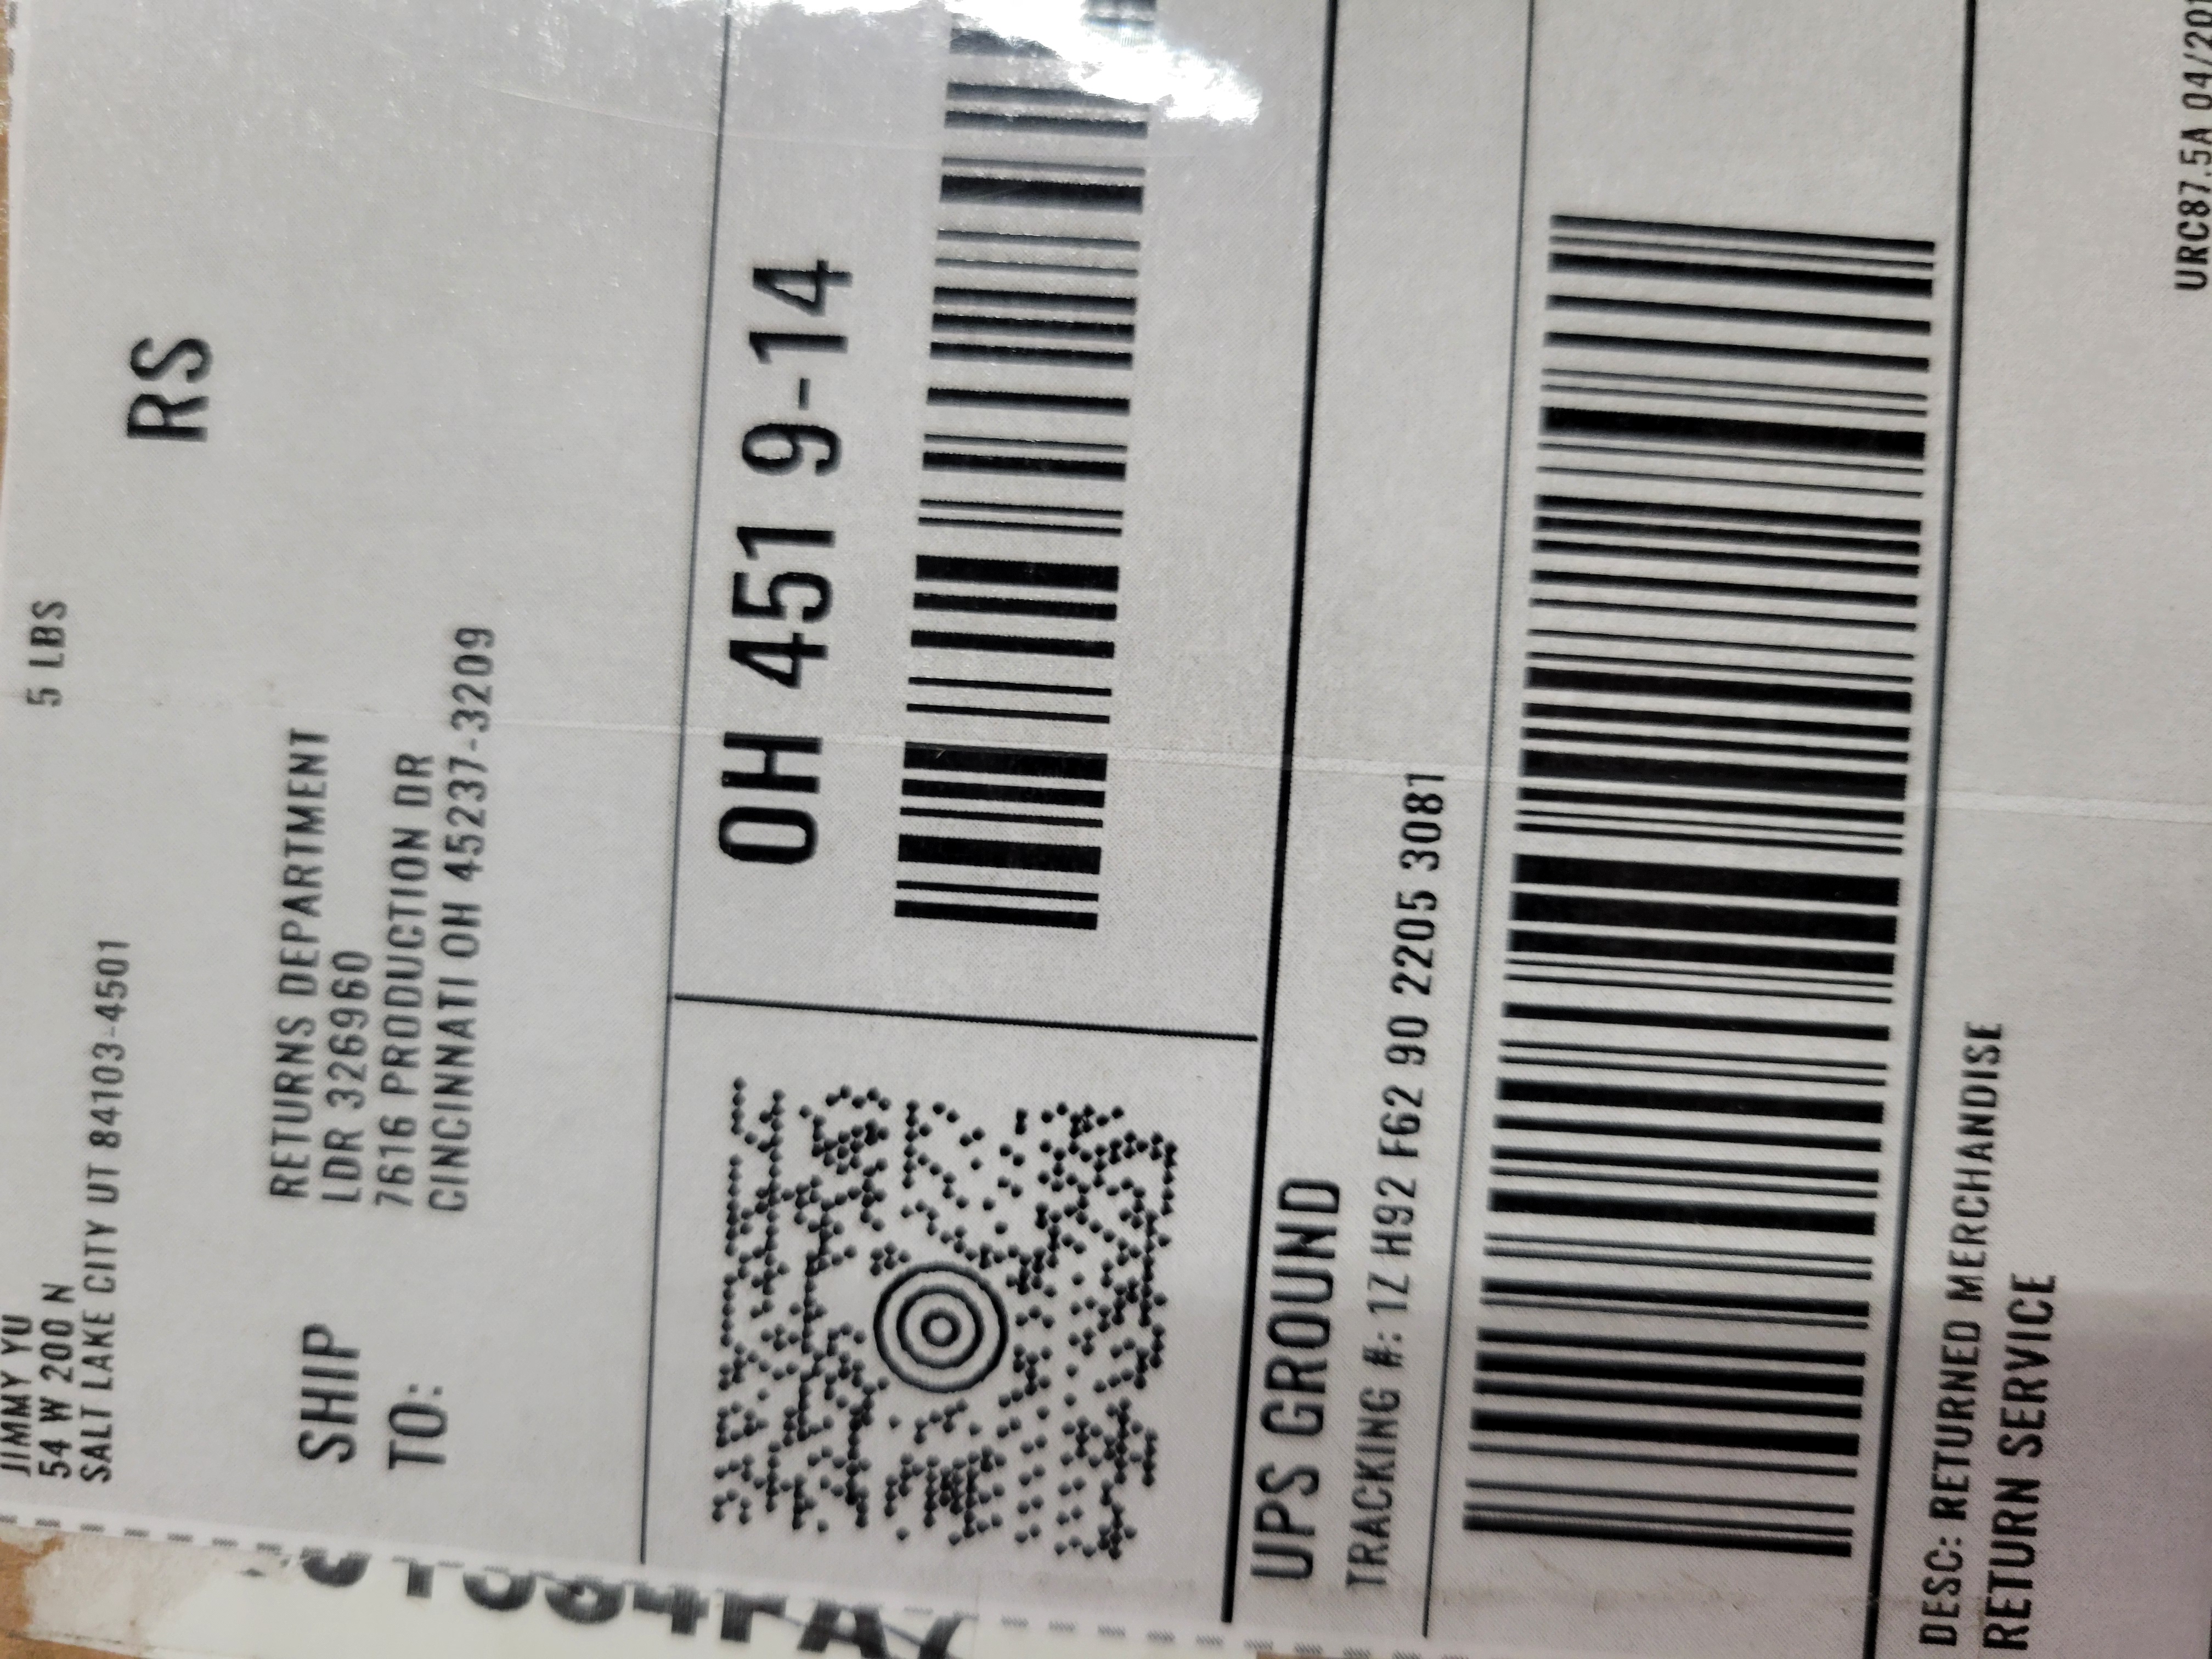 JIMMY YU
5 LBS
54 W 200 N
SALT LAKE CITY UT 84103-4501
RS
SHIP
TO:
RETURNS DEPARTMENT
LDR 3269960
7616 PRODUCTION DR
CINCINNATI OH 45237-3209
OH 451 9-14
UPS GROUND
TRACKING #: 1Z H92 F62 90 2205 3081
DESC: RETURNED MERCHANDISE
RETURN SERVICE
URC87.5A